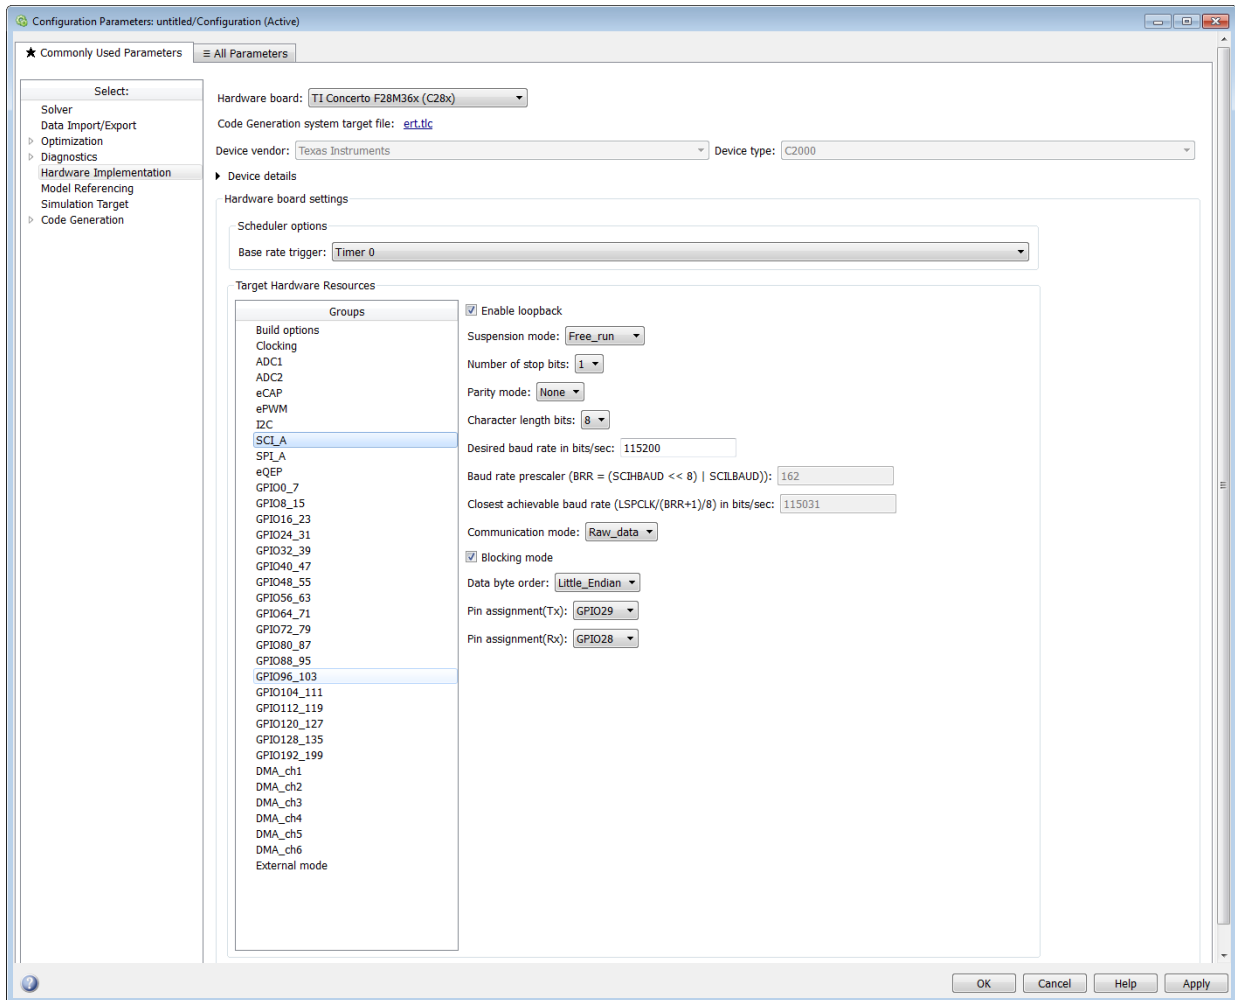 Configuration Parameters: untitled/Configuration (Active)
★ Commonly Used Parameters
≡ All Parameters
Select:
Solver
Data Import/Export
Optimization
Diagnostics
Hardware Implementation
Model Referencing
Simulation Target
Code Generation
Hardware board: TI Concerto F28M36x (C28x)
Code Generation system target file: ert.tlc
Device vendor: Texas Instruments Device type: C2000
Device details
Hardware board settings
Scheduler options
Base rate trigger: Timer 0
Target Hardware Resources
Groups
Build options
Clocking
ADC1
ADC2
eCAP
ePWM
I2C
SCI_A
SPI_A
eQEP
GPIO0_7
GPIO8_15
GPIO16_23
GPIO24_31
GPIO32_39
GPIO40_47
GPIO48_55
GPIO56_63
GPIO64_71
GPIO72_79
GPIO80_87
GPIO88_95
GPIO96_103
GPIO104_111
GPIO112_119
GPIO120_127
GPIO128_135
GPIO192_199
DMA_ch1
DMA_ch2
DMA_ch3
DMA_ch4
DMA_ch5
DMA_ch6
External mode
Enable loopback
Suspension mode: Free_run
Number of stop bits: 1
Parity mode: None
Character length bits: 8
Desired baud rate in bits/sec: 115200
Baud rate prescaler (BRR = (SCIHBAUD << 8) | SCILBAUD)): 162
Closest achievable baud rate (LSPCLK/(BRR+1)/8) in bits/sec: 115031
Communication mode: Raw_data
Blocking mode
Data byte order: Little_Endian
Pin assignment(Tx): GPIO29
Pin assignment(Rx): GPIO28
OK Cancel Help Apply